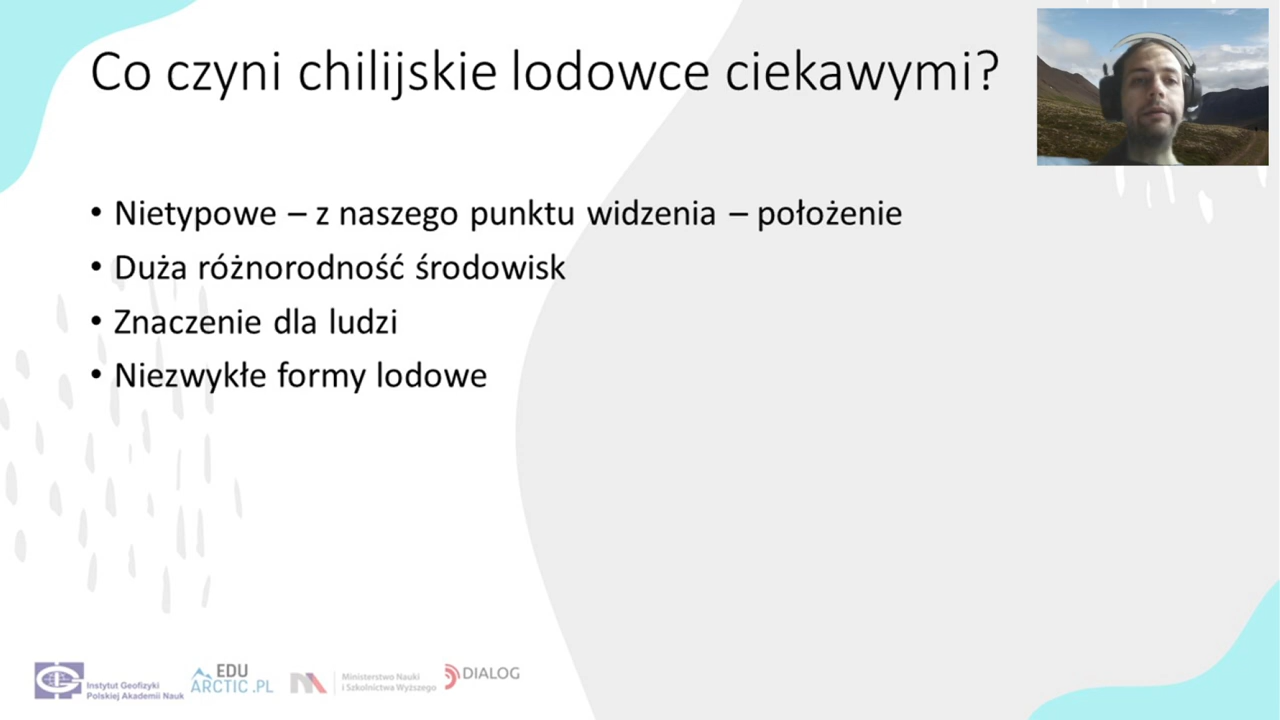 Co czyni chilijskie lodowce ciekawymi?
• Nietypowe – z naszego punktu widzenia – położenie
• Duża różnorodność środowisk
• Znaczenie dla ludzi
• Niezwykłe formy lodowe
Instytut Geofizyki
Polskiej Akademii Nauk
EDU
ARCTIC.PL
Ministerstwo Nauki
i Szkolnictwa Wyższego
DIALOG